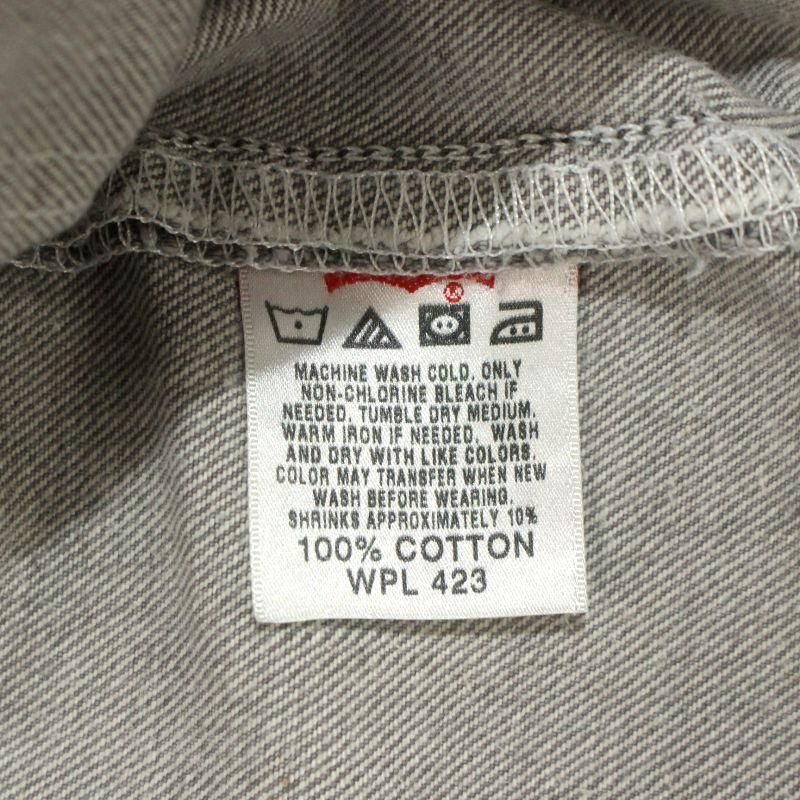 ®
MACHINE WASH COLD. ONLY
NON-CHLORINE BLEACH IF
NEEDED. TUMBLE DRY MEDIUM.
WARM IRON IF NEEDED. WASH
AND DRY WITH LIKE COLORS.
COLOR MAY TRANSFER WHEN NEW
WASH BEFORE WEARING.
SHRINKS APPROXIMATELY 10%
100% COTTON
WPL 423